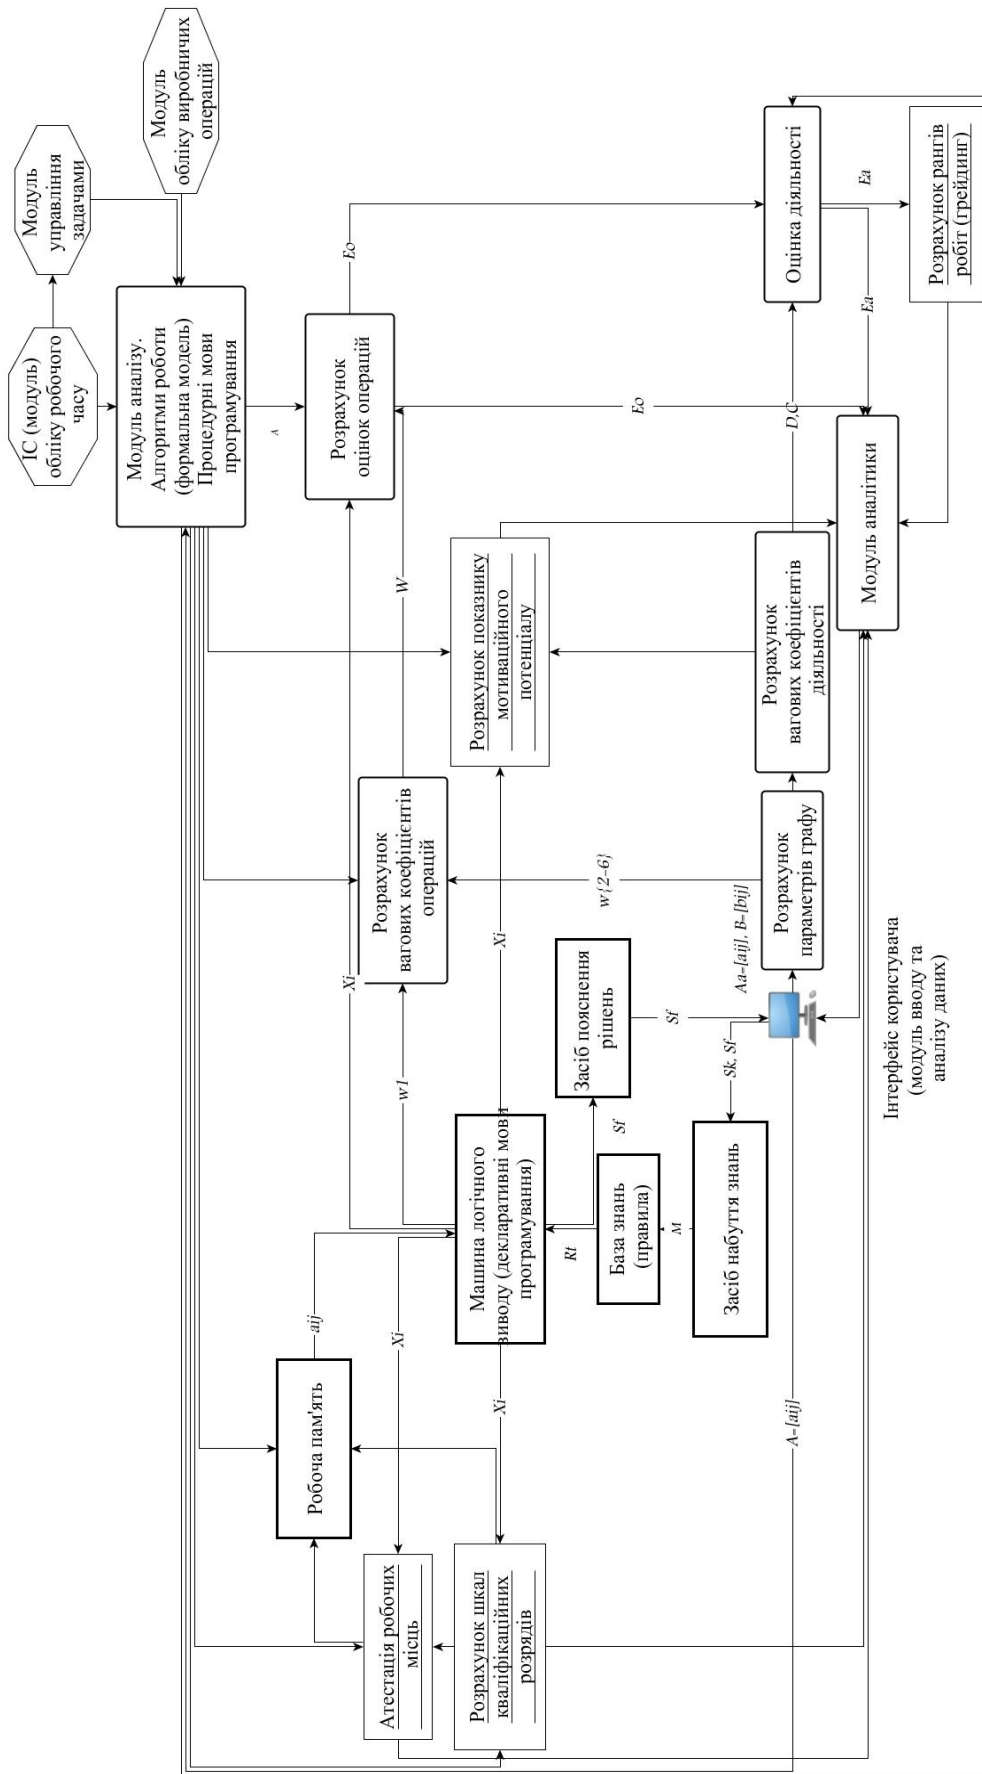 ІС (модуль)
обліку робочого
часу
Модуль
управління
задачами
Модуль
обліку виробничих
операцій
Модуль аналізу.
Алгоритми роботи
(формальна модель)
Процедурні мови
програмування
A
Розрахунок
оцінок операцій
Eo
Eo
W
Xi
Розрахунок
вагових коефіцієнтів
операцій
w1
w{2-6}
Розрахунок показнику
мотиваційного
потенціалу
Xi
Оцінка діяльності
Ea
Ea
Розрахунок рангів
робіт (грейдинг)
D,C
Модуль аналітики
Розрахунок
вагових коефіцієнтів
діяльності
Розрахунок
параметрів графу
Aa=[aij], B=[bij]
Робоча пам'ять
aij
Xi
Машина логічного
виводу (декларативні мови
програмування)
Xi
Засіб пояснення
рішень
Sf
Sf
Rt
База знань
(правила)
M
Засіб набуття знань
Sk, Sf
Атестація робочих
місць
Розрахунок шкал
кваліфікаційних
розрядів
A=[aij]
Інтерфейс користувача
(модуль вводу та
аналізу даних)